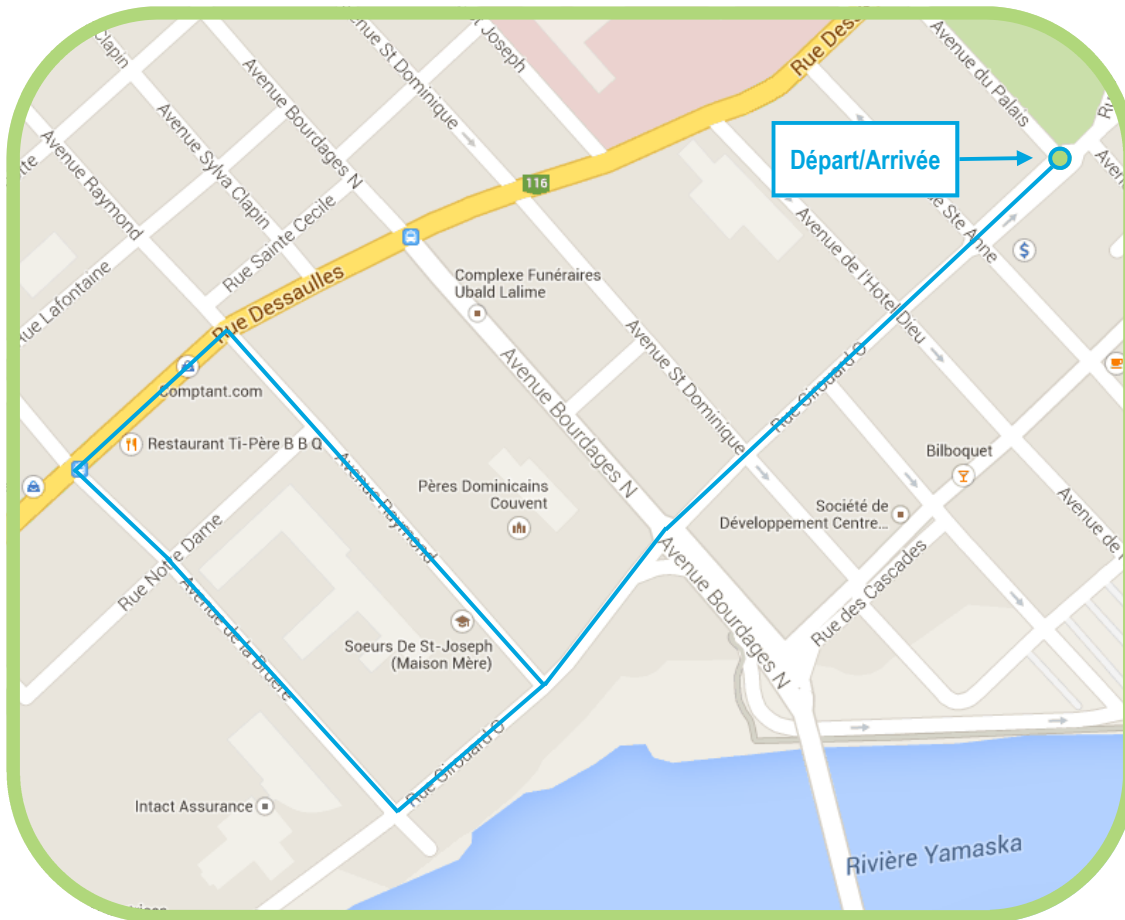 Clapin
Avenue St Dominique
St Joseph
Rue Dess
Avenue du Palais
Avenue Bourdages N
Départ/Arrivée
Avenue Sylva Clapin
Avenue Raymond
116
Rue Sainte Cecile
Rue Lafontaine
Ste Anne
Avenue de l'Hotel Dieu
$
Complexe Funéraires
Ubald Lalime
Rue Dessaulles
Avenue St Dominique
Avenue Bourdages N
Rue Girouard O
Comptant.com
Restaurant Ti-Père B B Q
Avenue Raymond
Bilboquet
Pères Dominicains
Couvent
Société de
Développement Centre...
Avenue de
Rue Notre Dame
Avenue de la Bruère
Avenue Bourdages N
Rue des Cascades
Soeurs De St-Joseph
(Maison Mère)
Rue Girouard O
Intact Assurance
Rivière Yamaska